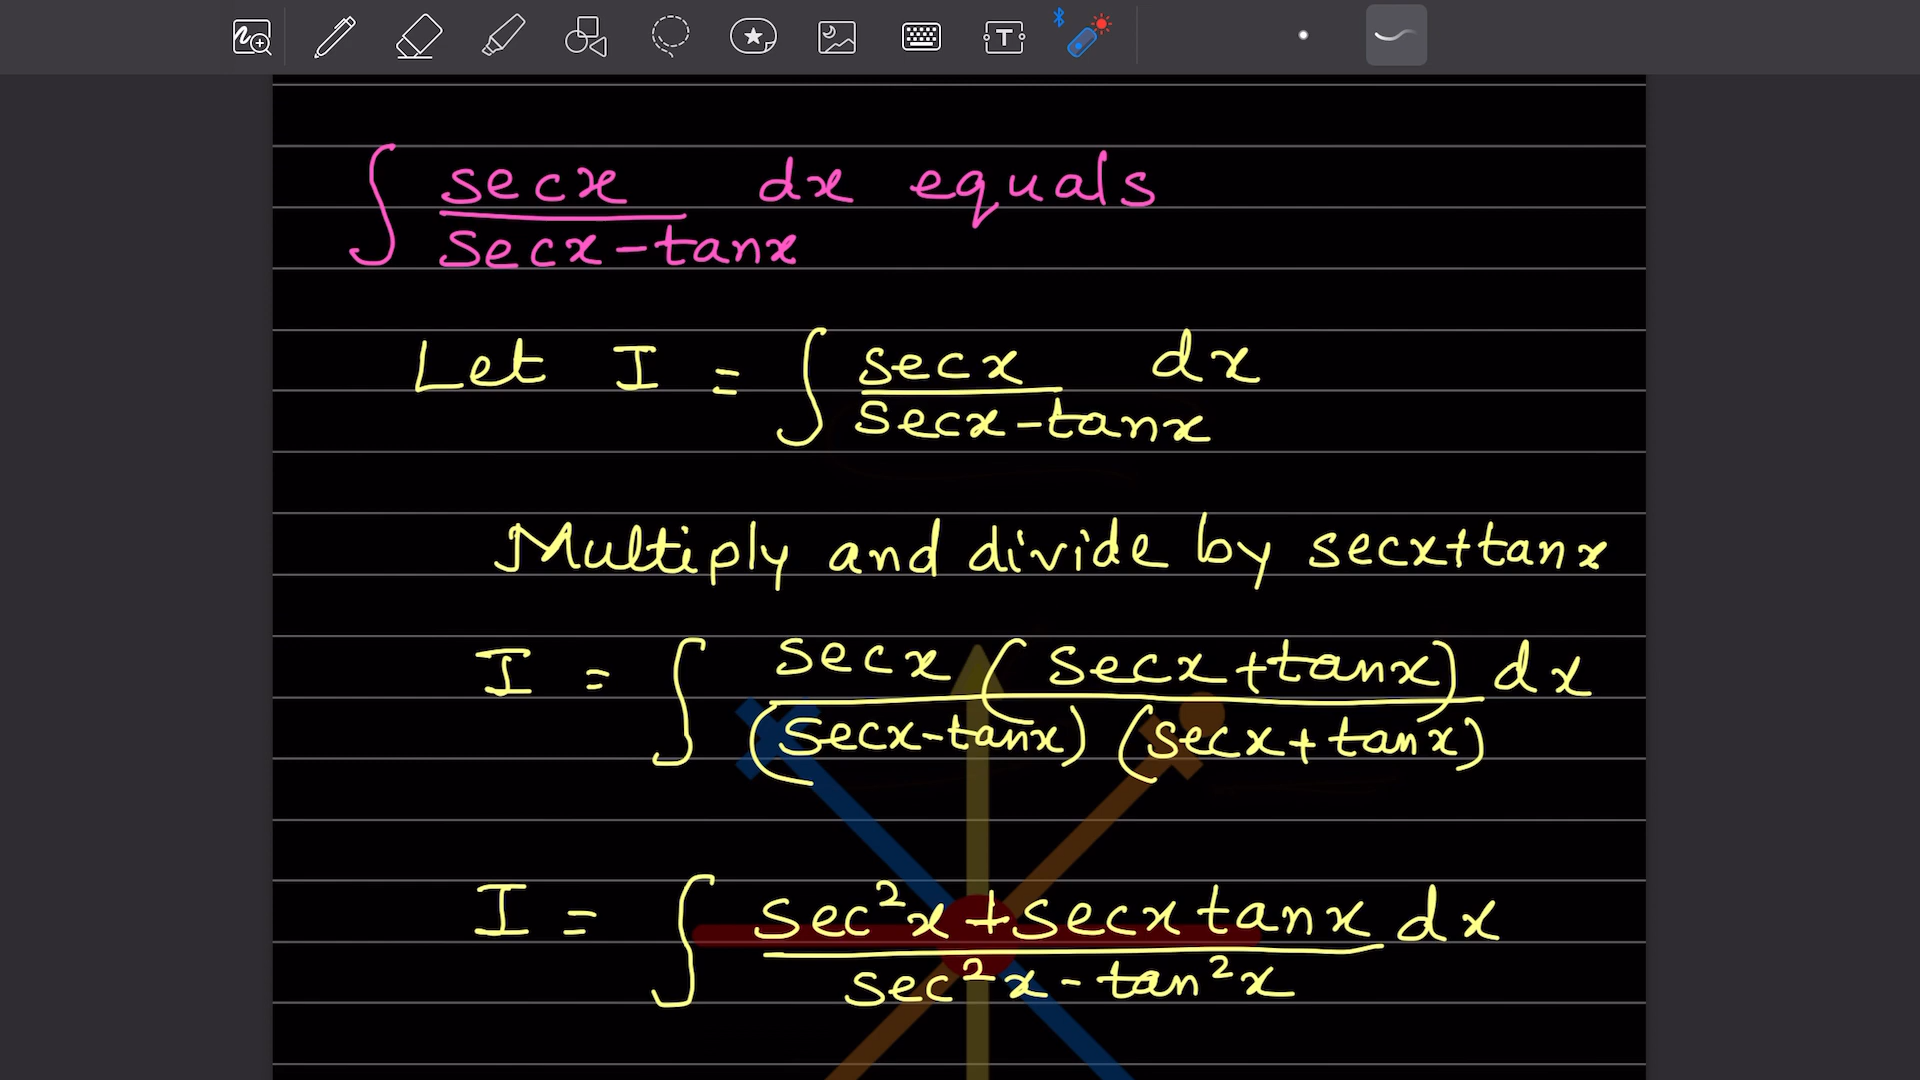 ∫ secx / secx-tanx dx equals
Let I = ∫ secx / secx-tanx dx
Multiply and divide by secx+tanx
I = ∫ secx (secx+tanx) / (secx-tanx) (secx+tanx) dx
I = ∫ sec²x + secx tanx / sec²x - tan²x dx